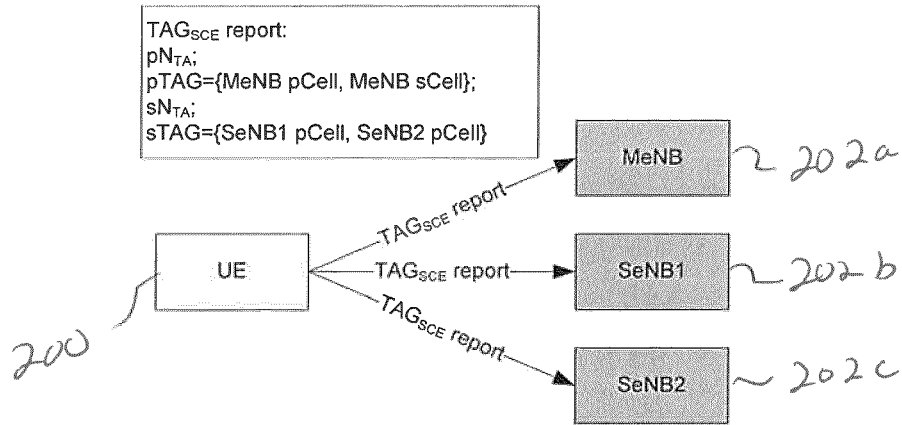 TAGSCE report:
pNTA;
pTAG={MeNB pCell, MeNB sCell};
sNTA;
sTAG={SeNB1 pCell, SeNB2 pCell}
MeNB
202a
TAGSCE report
UE
TAGSCE report
SeNB1
202b
200
TAGSCE report
SeNB2
202c